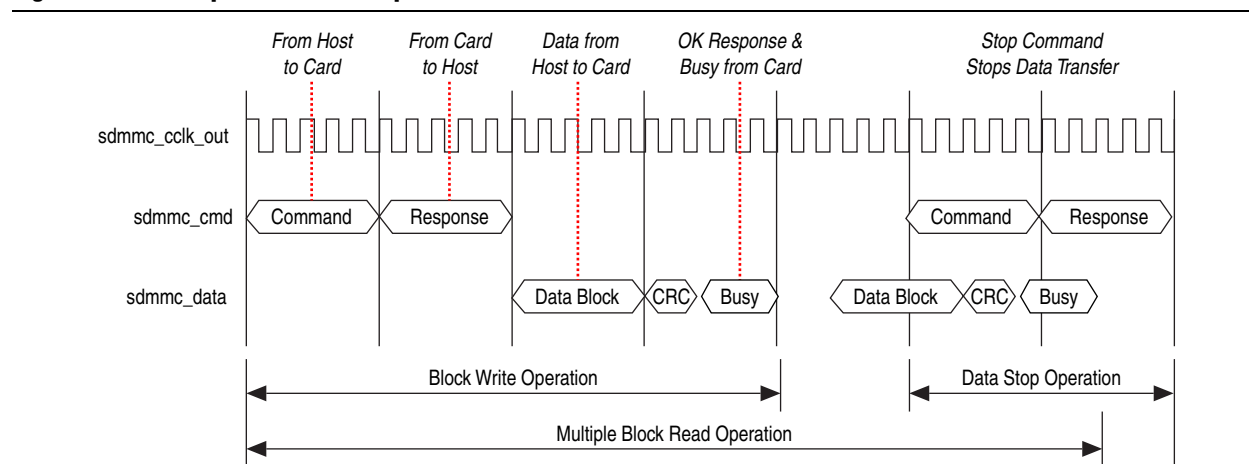 From Host
to Card
From Card
to Host
Data from
Host to Card
OK Response &
Busy from Card
Stop Command
Stops Data Transfer
sdmmc_cclk_out
sdmmc_cmd
Command
Response
Command
Response
sdmmc_data
Data Block
CRC
Busy
Data Block
CRC
Busy
Block Write Operation
Data Stop Operation
Multiple Block Read Operation